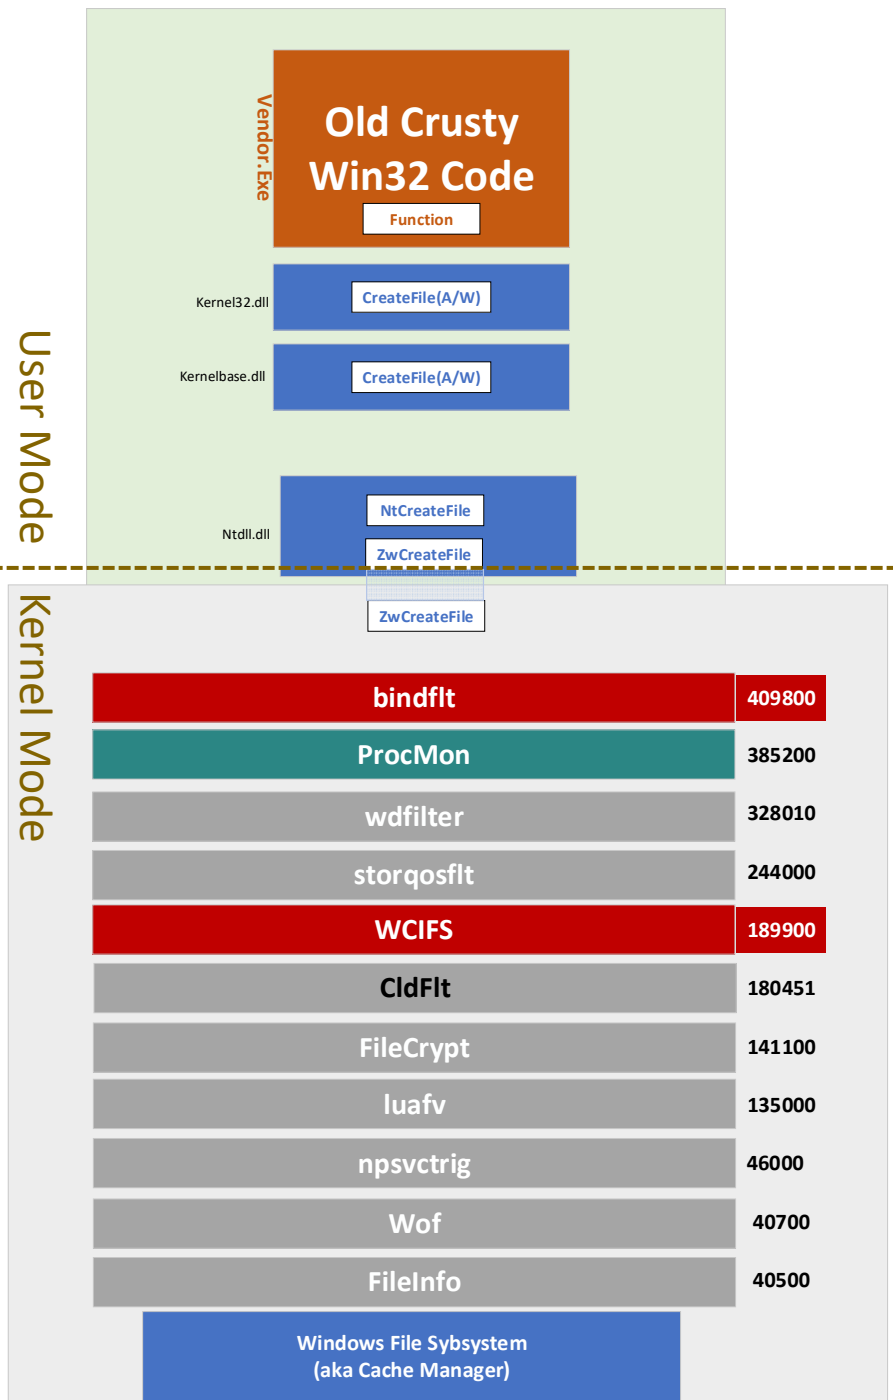 Vendor.Exe
Old Crusty
Win32 Code
Function
Kernel32.dll
CreateFile(A/W)
Kernelbase.dll
CreateFile(A/W)
User Mode
Ntdll.dll
NtCreateFile
ZwCreateFile
Kernel Mode
ZwCreateFile
bindflt 409800
ProcMon 385200
wdfilter 328010
storqosflt 244000
WCIFS 189900
CldFlt 180451
FileCrypt 141100
luafv 135000
npsvctrig 46000
Wof 40700
FileInfo 40500
Windows File Sybsystem
(aka Cache Manager)